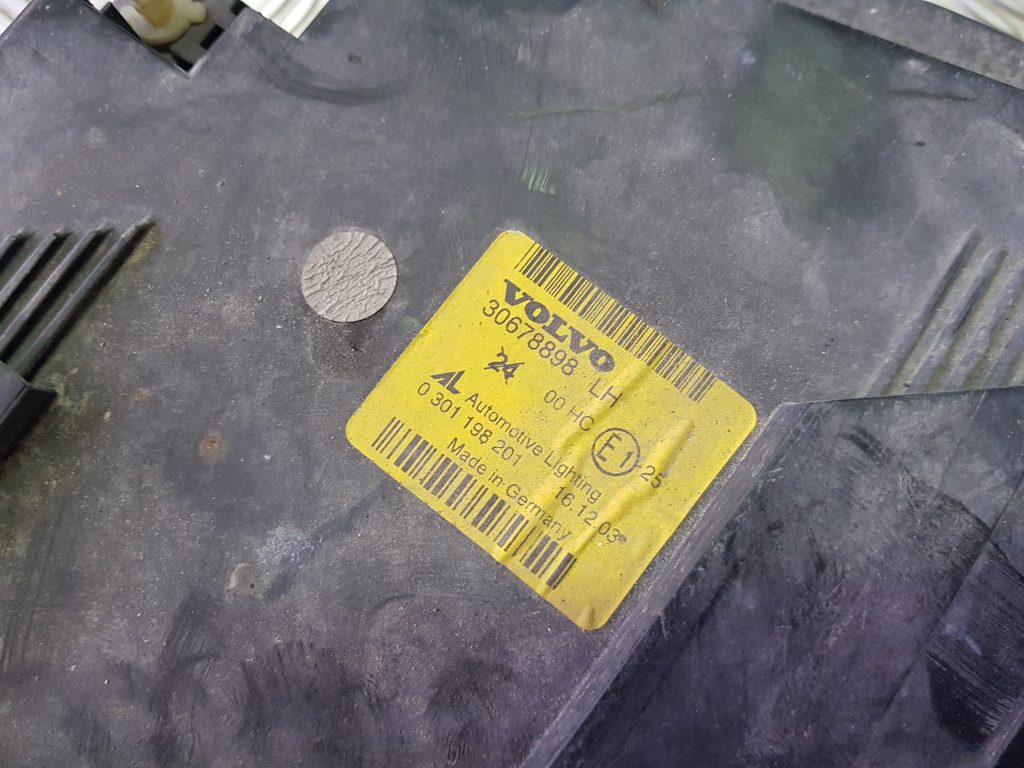 VOLVO
30678898 LH
24
00 HC E1 25
AL Automotive Lighting
0 301 198 201 16.12.03
Made in Germany